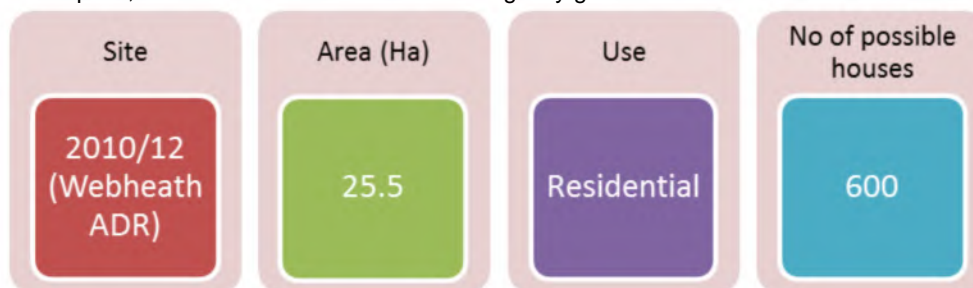 Site
2010/12
(Webheath
ADR)
Area (Ha)
25.5
Use
Residential
No of possible
houses
600